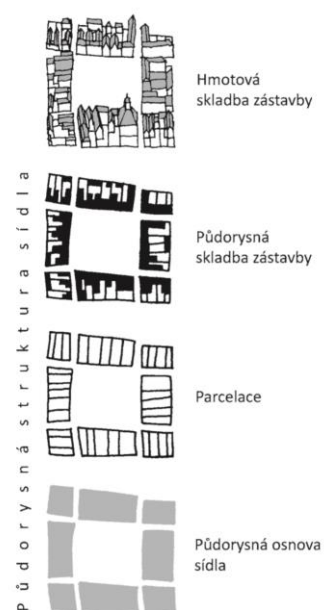 Hmotová
skladba zástavby
Půdorysná
skladba zástavby
Parcelace
Půdorysná osnova
sídla
Půdorysná struktura sídla